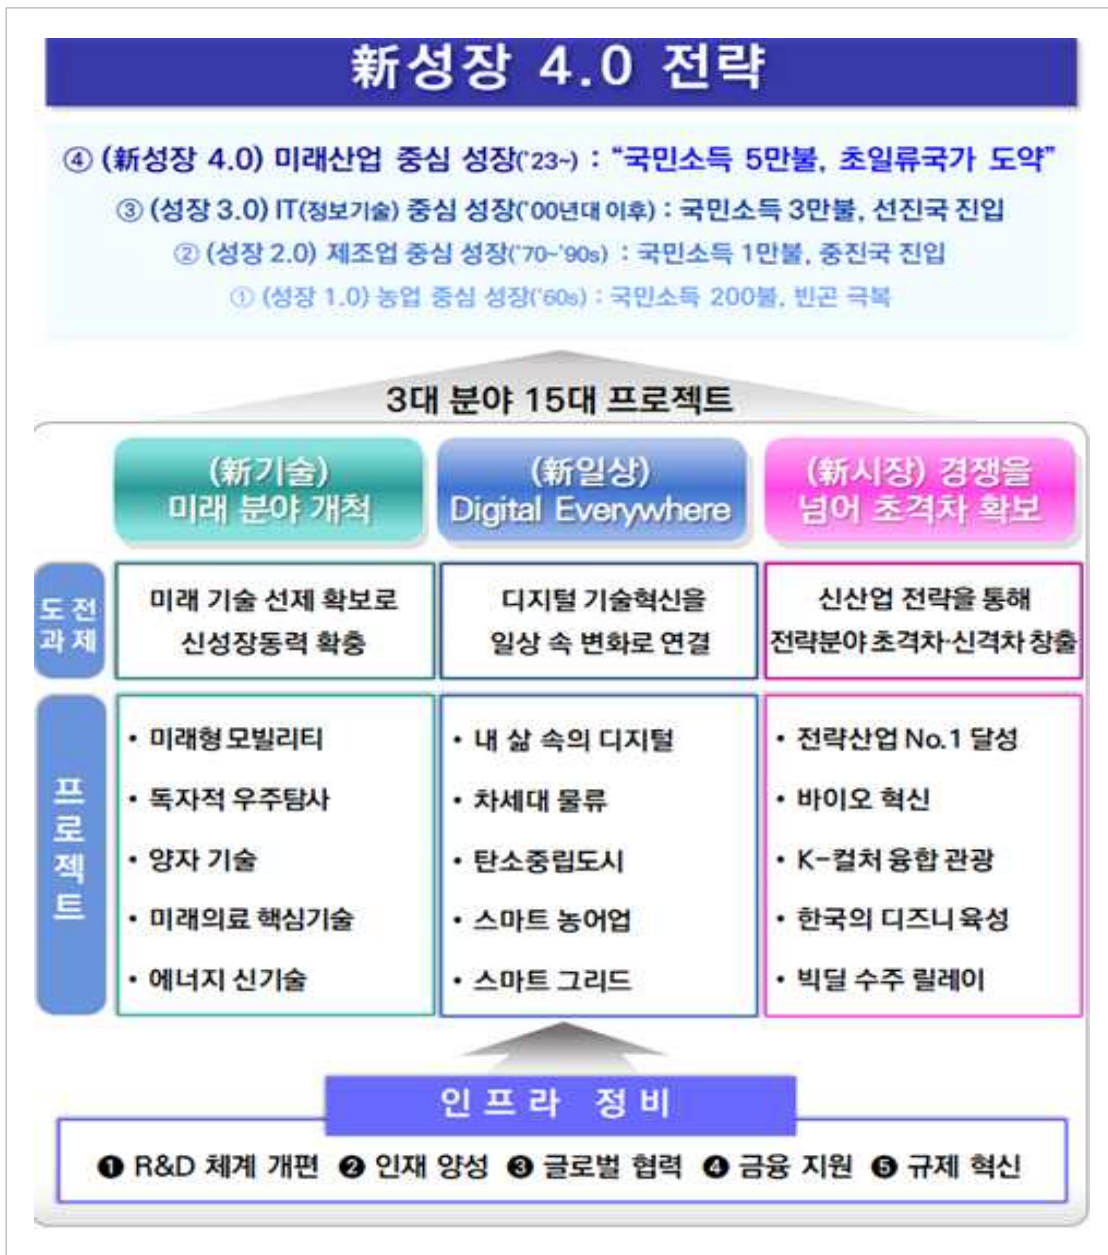 新성장 4.0 전략
④ (新성장 4.0) 미래산업 중심 성장('23~) : “국민소득 5만불, 초일류국가 도약”
③ (성장 3.0) IT(정보기술) 중심 성장('00년대 이후) : 국민소득 3만불, 선진국 진입
② (성장 2.0) 제조업 중심 성장('70~'90s) : 국민소득 1만불, 중진국 진입
① (성장 1.0) 농업 중심 성장('60s) : 국민소득 200불, 빈곤 극복
3대 분야 15대 프로젝트
(新기술)
미래 분야 개척
(新일상)
Digital Everywhere
(新시장) 경쟁을
넘어 초격차 확보
도전
과제
미래 기술 선제 확보로
신성장동력 확충
디지털 기술혁신을
일상 속 변화로 연결
신산업 전략을 통해
전략분야 초격차·신격차 창출
프로젝트
• 미래형 모빌리티
• 독자적 우주탐사
• 양자 기술
• 미래의료 핵심기술
• 에너지 신기술
• 내 삶 속의 디지털
• 차세대 물류
• 탄소중립도시
• 스마트 농어업
• 스마트 그리드
• 전략산업 No.1 달성
• 바이오 혁신
• K-컬처 융합 관광
• 한국의 디즈니 육성
• 빅딜 수주 릴레이
인프라 정비
❶ R&D 체계 개편 ❷ 인재 양성 ❸ 글로벌 협력 ❹ 금융 지원 ❺ 규제 혁신